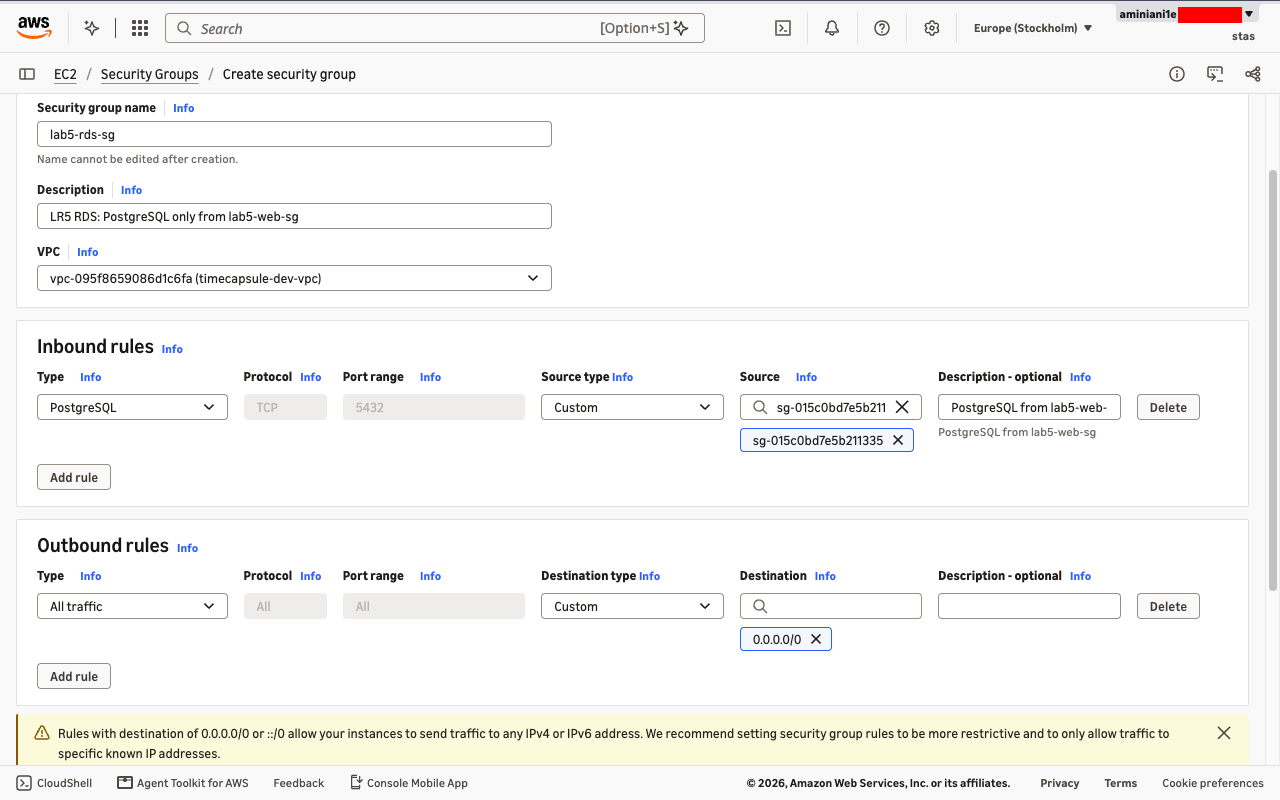 aws
Search [Option+S]
Europe (Stockholm)
aminiani1e
stas
EC2 / Security Groups / Create security group
Security group name Info
lab5-rds-sg
Name cannot be edited after creation.
Description Info
LR5 RDS: PostgreSQL only from lab5-web-sg
VPC Info
vpc-095f8659086d1c6fa (timecapsule-dev-vpc)
Inbound rules Info
Type Info Protocol Info Port range Info Source type Info Source Info Description - optional Info
PostgreSQL TCP 5432 Custom sg-015c0bd7e5b211 PostgreSQL from lab5-web- Delete
sg-015c0bd7e5b211335 PostgreSQL from lab5-web-sg
Add rule
Outbound rules Info
Type Info Protocol Info Port range Info Destination type Info Destination Info Description - optional Info
All traffic All All Custom Delete
0.0.0.0/0
Add rule
Rules with destination of 0.0.0.0/0 or ::/0 allow your instances to send traffic to any IPv4 or IPv6 address. We recommend setting security group rules to be more restrictive and to only allow traffic to
specific known IP addresses.
CloudShell Agent Toolkit for AWS Feedback Console Mobile App © 2026, Amazon Web Services, Inc. or its affiliates. Privacy Terms Cookie preferences